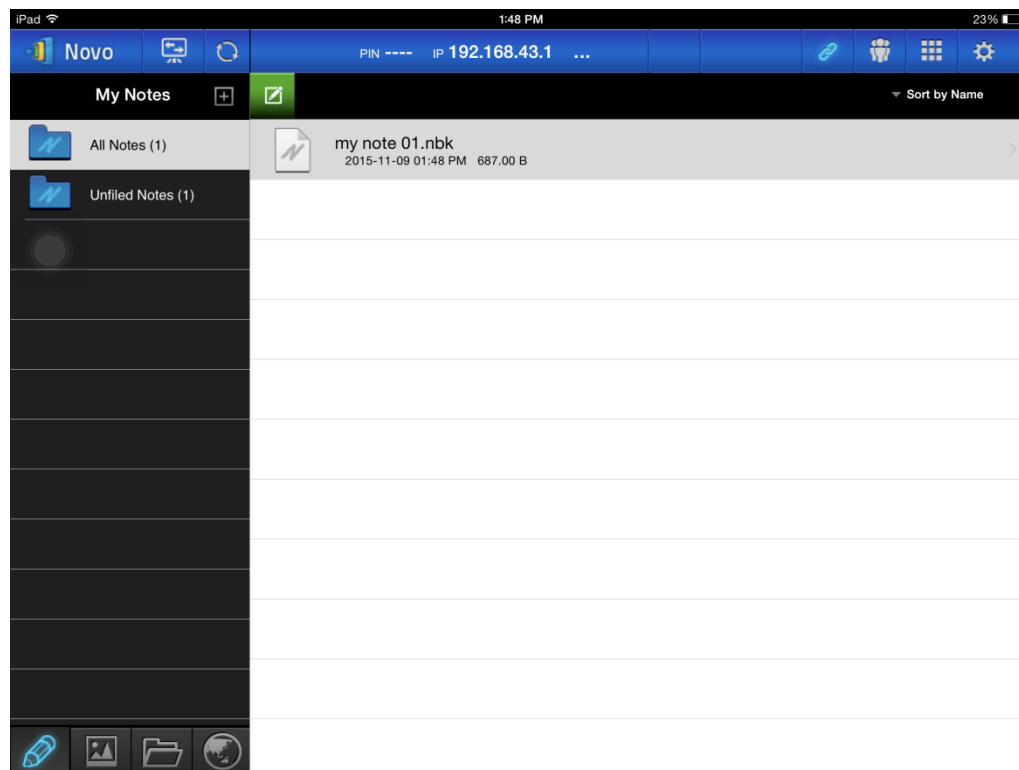 iPad 1:48 PM 23%
Novo PIN ---- IP 192.168.43.1 ...
My Notes Sort by Name
All Notes (1)
my note 01.nbk
2015-11-09 01:48 PM 687.00 B
Unfiled Notes (1)